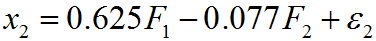 x₂ = 0.625F₁ − 0.077F₂ + ε₂